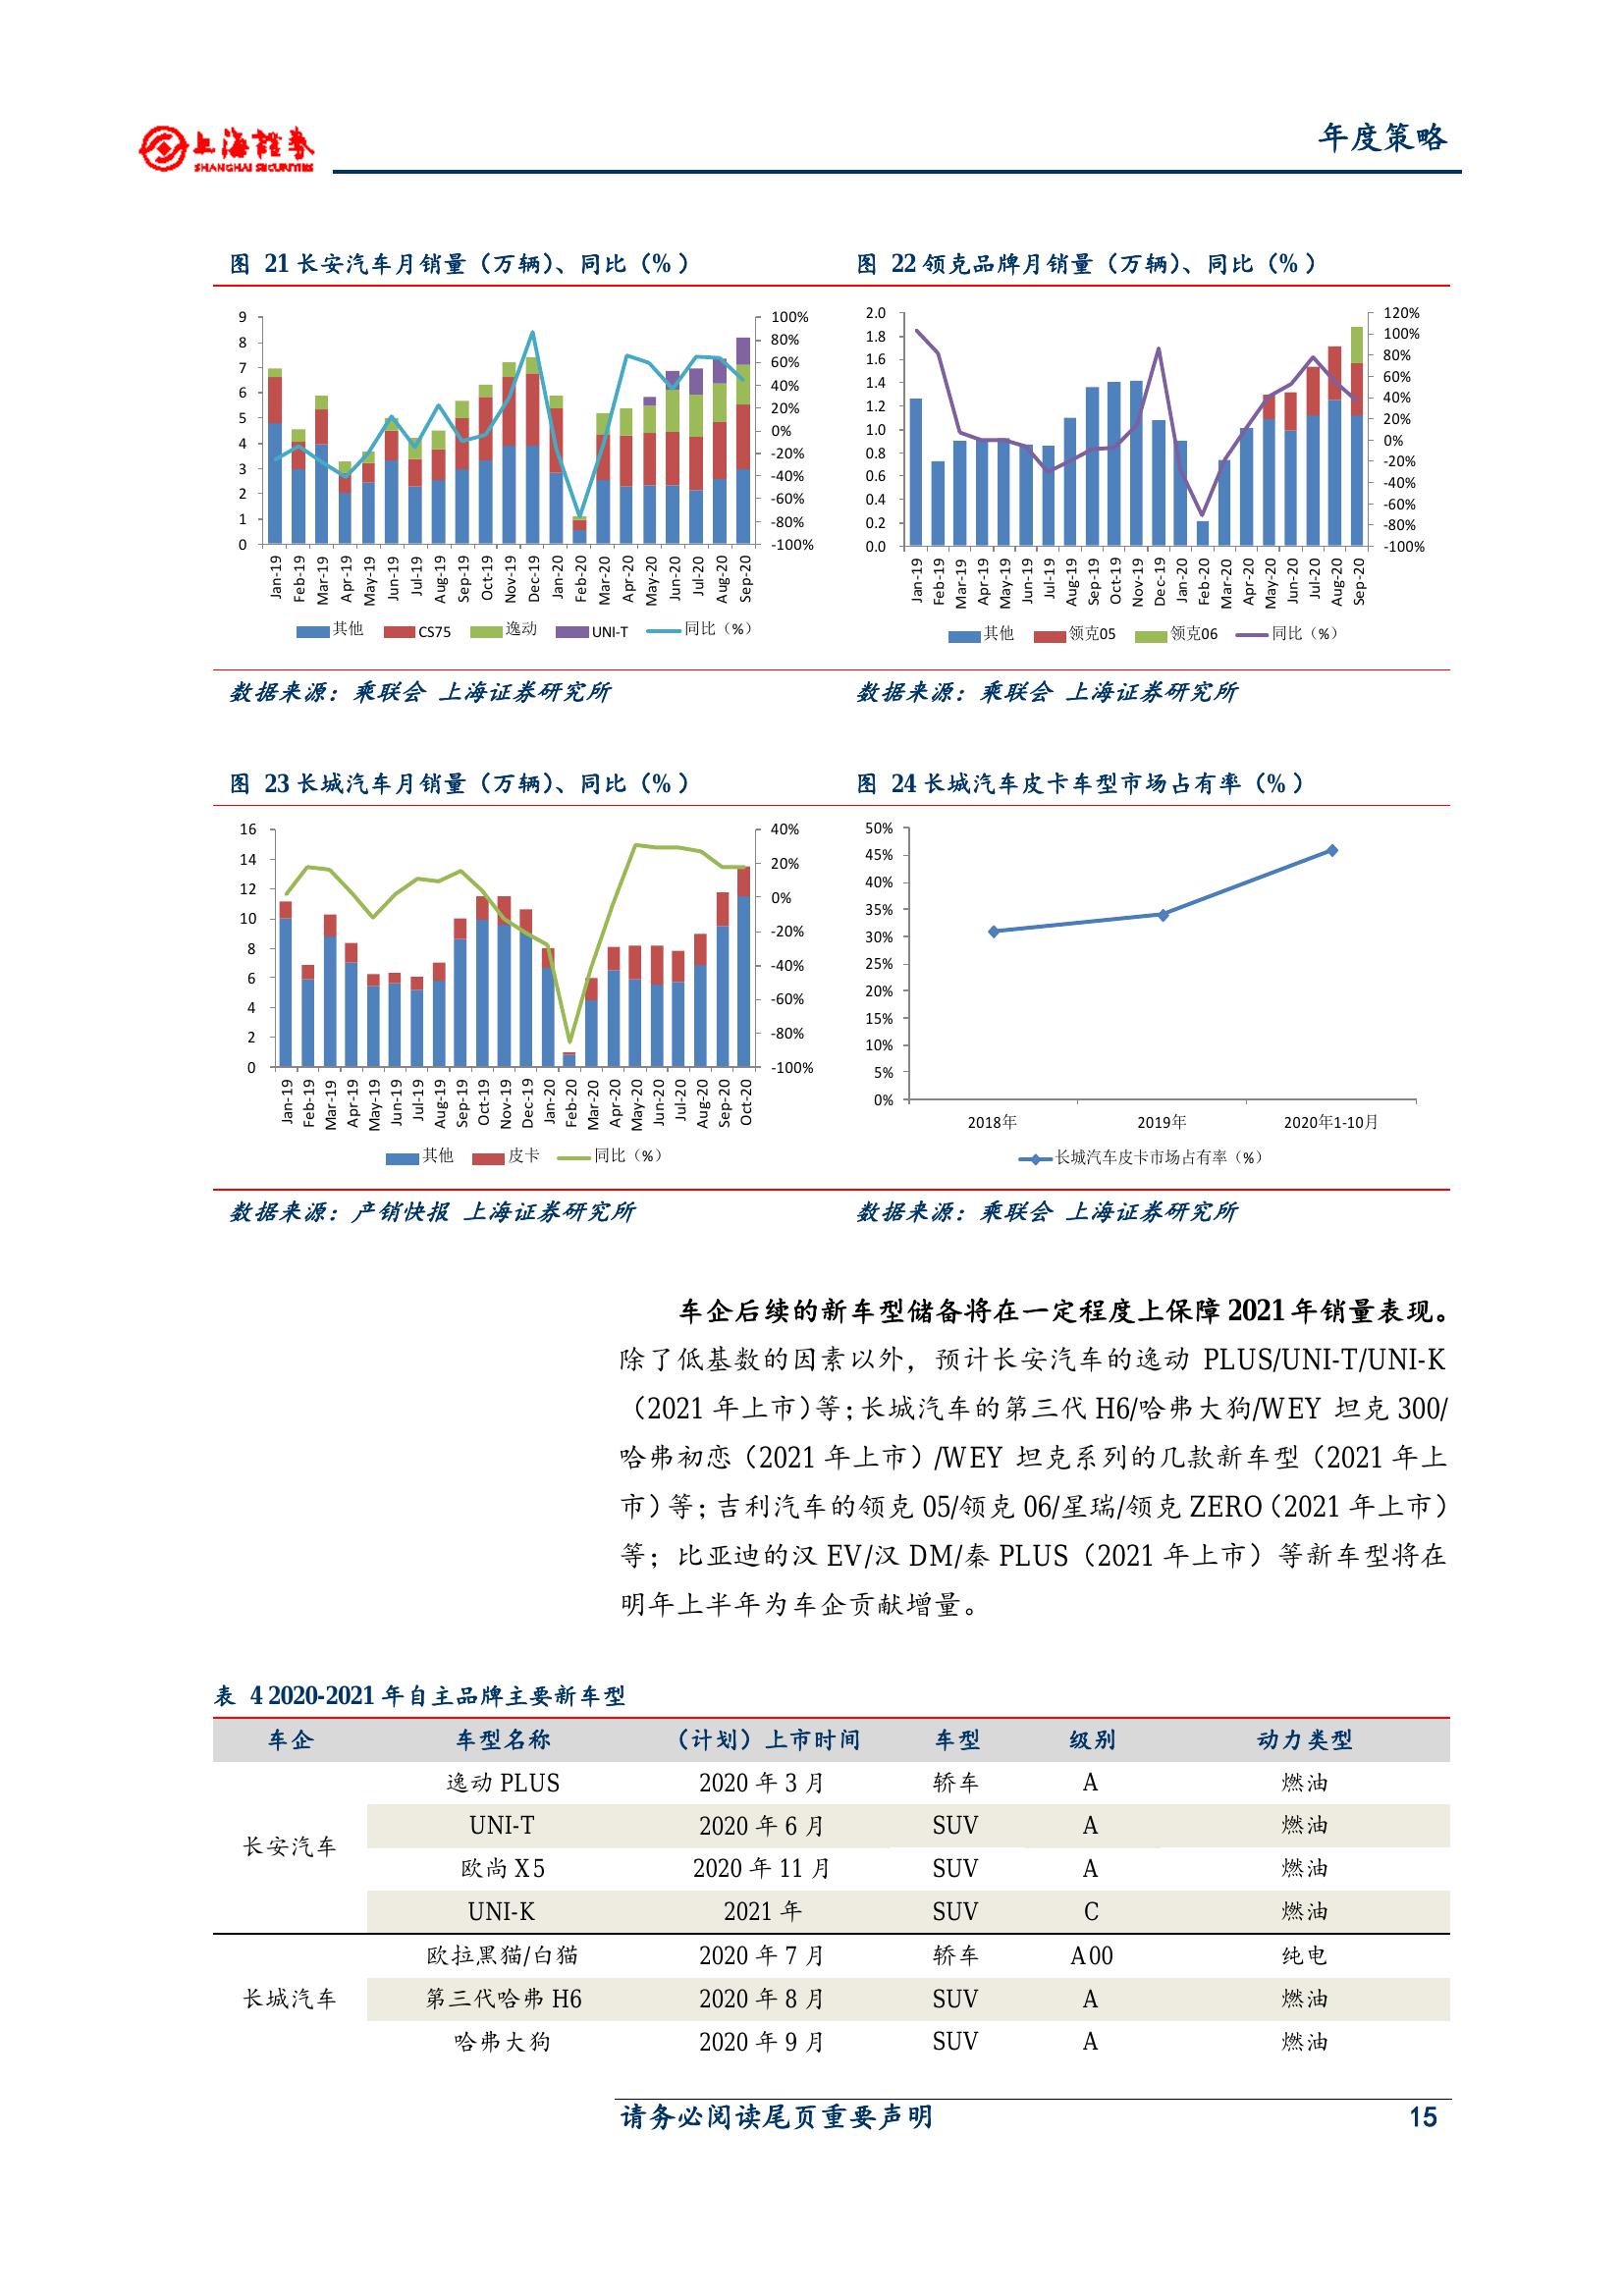 上海證券
SHANGHAI SECURITIES
年度策略
图 21 长安汽车月销量（万辆）、同比（%）
图 22 领克品牌月销量（万辆）、同比（%）
9
8
7
6
5
4
3
2
1
0
100%
80%
60%
40%
20%
0%
-20%
-40%
-60%
-80%
-100%
Jan-19
Feb-19
Mar-19
Apr-19
May-19
Jun-19
Jul-19
Aug-19
Sep-19
Oct-19
Nov-19
Dec-19
Jan-20
Feb-20
Mar-20
Apr-20
May-20
Jun-20
Jul-20
Aug-20
Sep-20
其他 CS75 逸动 UNI-T 同比（%）
2.0
1.8
1.6
1.4
1.2
1.0
0.8
0.6
0.4
0.2
0.0
120%
100%
80%
60%
40%
20%
0%
-20%
-40%
-60%
-80%
-100%
Jan-19
Feb-19
Mar-19
Apr-19
May-19
Jun-19
Jul-19
Aug-19
Sep-19
Oct-19
Nov-19
Dec-19
Jan-20
Feb-20
Mar-20
Apr-20
May-20
Jun-20
Jul-20
Aug-20
Sep-20
其他 领克05 领克06 同比（%）
数据来源：乘联会 上海证券研究所
数据来源：乘联会 上海证券研究所
图 23 长城汽车月销量（万辆）、同比（%）
图 24 长城汽车皮卡车型市场占有率（%）
16
14
12
10
8
6
4
2
0
40%
20%
0%
-20%
-40%
-60%
-80%
-100%
Jan-19
Feb-19
Mar-19
Apr-19
May-19
Jun-19
Jul-19
Aug-19
Sep-19
Oct-19
Nov-19
Dec-19
Jan-20
Feb-20
Mar-20
Apr-20
May-20
Jun-20
Jul-20
Aug-20
Sep-20
Oct-20
其他 皮卡 同比（%）
50%
45%
40%
35%
30%
25%
20%
15%
10%
5%
0%
2018年 2019年 2020年1-10月
长城汽车皮卡市场占有率（%）
数据来源：产销快报 上海证券研究所
数据来源：乘联会 上海证券研究所
车企后续的新车型储备将在一定程度上保障 2021 年销量表现。
除了低基数的因素以外，预计长安汽车的逸动 PLUS/UNI-T/UNI-K
（2021 年上市）等；长城汽车的第三代 H6/哈弗大狗/WEY 坦克 300/
哈弗初恋（2021 年上市）/WEY 坦克系列的几款新车型（2021 年上
市）等；吉利汽车的领克 05/领克 06/星瑞/领克 ZERO（2021 年上市）
等；比亚迪的汉 EV/汉 DM/秦 PLUS（2021 年上市）等新车型将在
明年上半年为车企贡献增量。
表 4 2020-2021 年自主品牌主要新车型
车企 车型名称 （计划）上市时间 车型 级别 动力类型
长安汽车
逸动 PLUS 2020 年 3 月 轿车 A 燃油
UNI-T 2020 年 6 月 SUV A 燃油
欧尚 X5 2020 年 11 月 SUV A 燃油
UNI-K 2021 年 SUV C 燃油
长城汽车
欧拉黑猫/白猫 2020 年 7 月 轿车 A00 纯电
第三代哈弗 H6 2020 年 8 月 SUV A 燃油
哈弗大狗 2020 年 9 月 SUV A 燃油
请务必阅读尾页重要声明
15